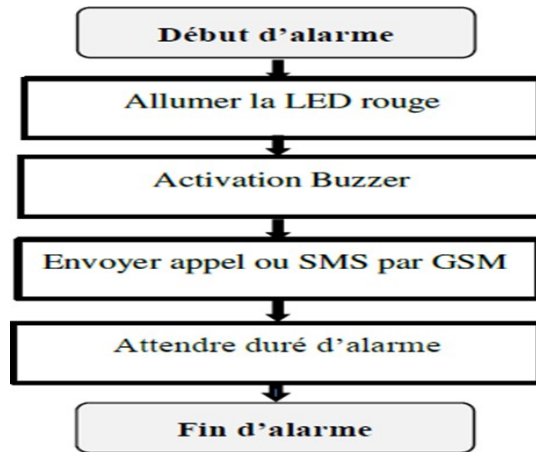 Début d'alarme
Allumer la LED rouge
Activation Buzzer
Envoyer appel ou SMS par GSM
Attendre duré d'alarme
Fin d'alarme